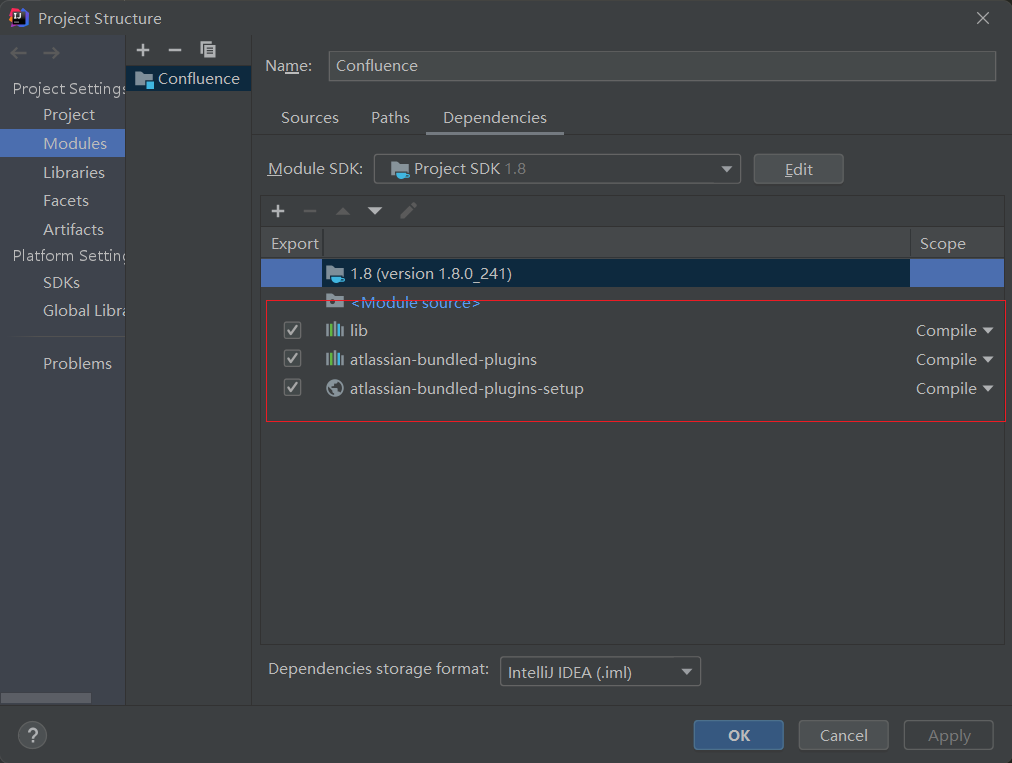 Project Structure
Project Settings
Project
Modules
Libraries
Facets
Artifacts
Platform Setting
SDKs
Global Libra
Problems
Confluence
Name: Confluence
Sources Paths Dependencies
Module SDK: Project SDK 1.8 Edit
Export Scope
1.8 (version 1.8.0_241)
<Module source>
lib Compile
atlassian-bundled-plugins Compile
atlassian-bundled-plugins-setup Compile
Dependencies storage format: IntelliJ IDEA (.iml)
? OK Cancel Apply